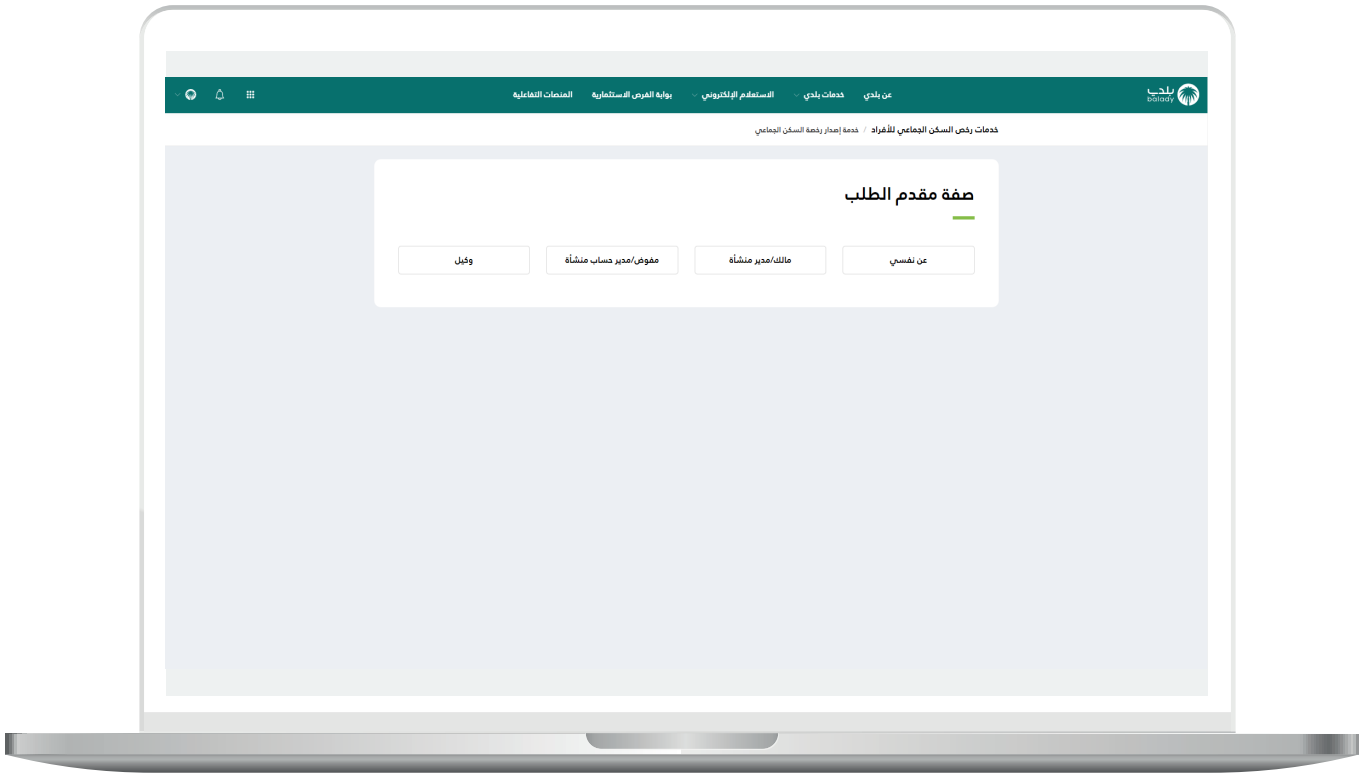 بلدي
balady
عن بلدي
خدمات بلدي
الاستعلام الإلكتروني
بوابة الفرص الاستثمارية
المنصات التفاعلية
خدمات رخص السكن الجماعي للأفراد / خدمة إصدار رخصة السكن الجماعي
صفة مقدم الطلب
عن نفسي
مالك/مدير منشأة
مفوض/مدير حساب منشأة
وكيل